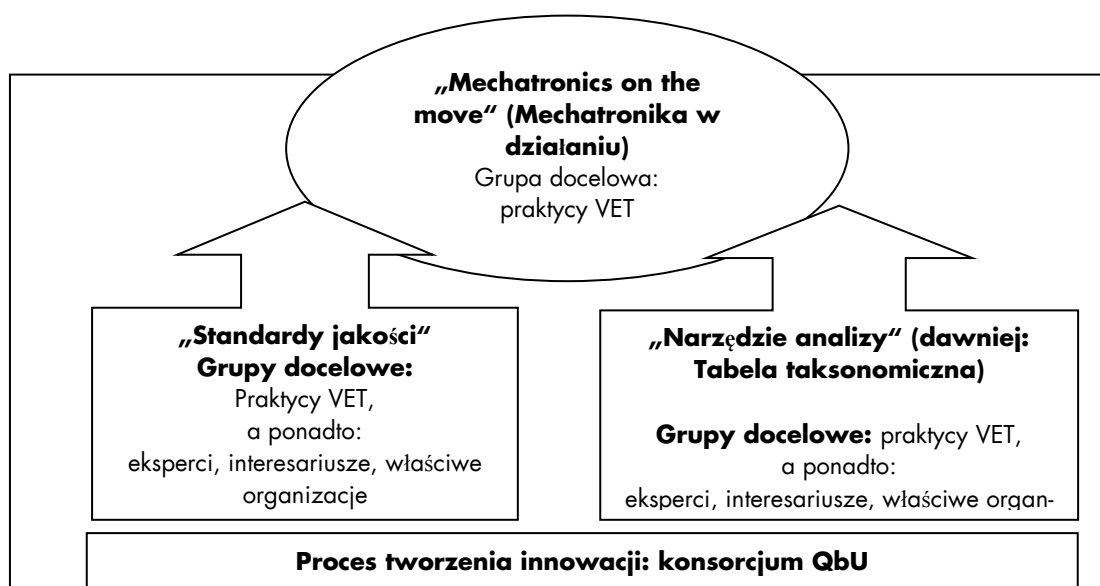 „Mechatronics on the
move“ (Mechatronika w
działaniu)
Grupa docelowa:
praktycy VET
„Standardy jakości“
Grupy docelowe:
Praktycy VET,
a ponadto:
eksperci, interesariusze, właściwe
organizacje
„Narzędzie analizy“ (dawniej:
Tabela taksonomiczna)
Grupy docelowe: praktycy VET,
a ponadto:
eksperci, interesariusze, właściwe organ-
Proces tworzenia innowacji: konsorcjum QbU